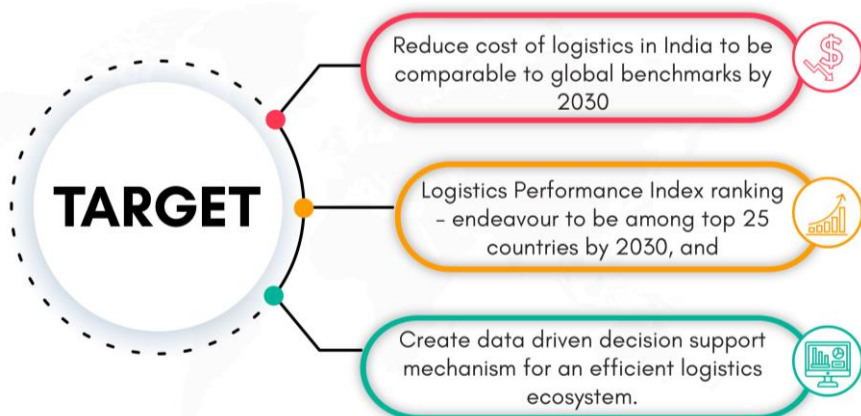 TARGET
Reduce cost of logistics in India to be
comparable to global benchmarks by
2030
Logistics Performance Index ranking
- endeavour to be among top 25
countries by 2030, and
Create data driven decision support
mechanism for an efficient logistics
ecosystem.